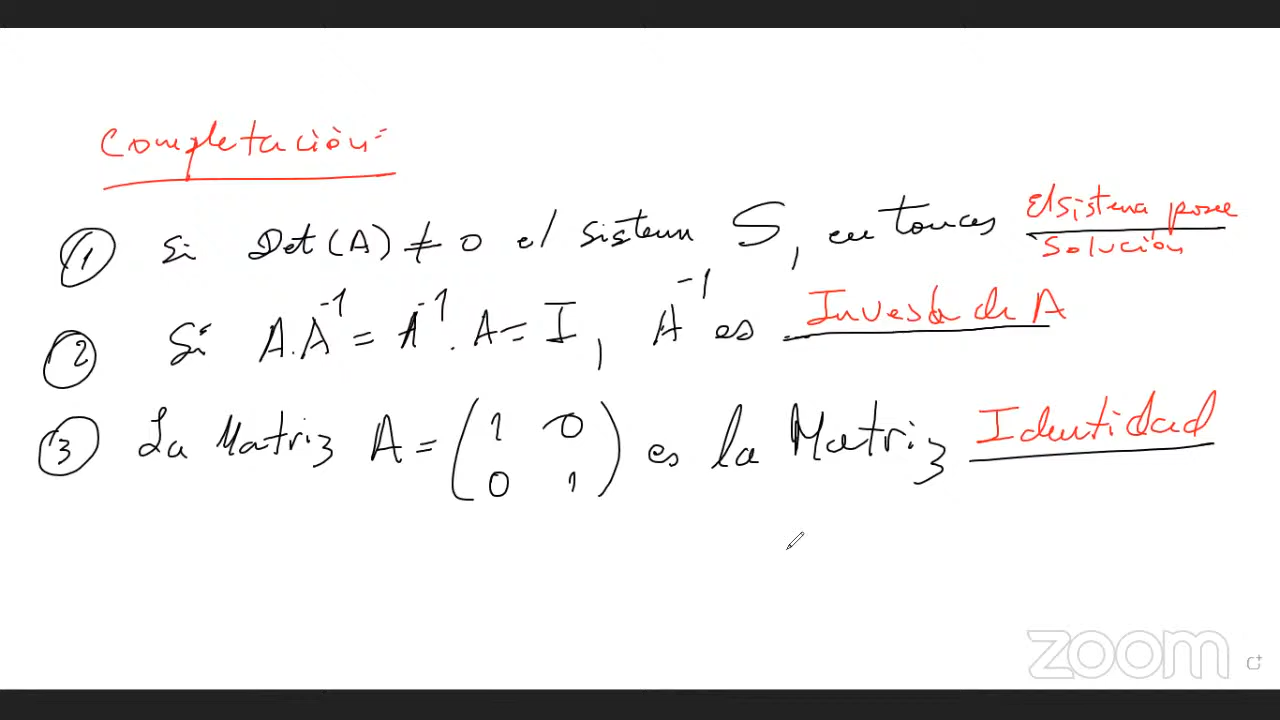 Completación
① Si Det(A) ≠ 0 el sistema S, entonces El sistema posee
solución
② Si A.A⁻¹ = A⁻¹.A = I, A⁻¹ es Inversa de A
③ La Matriz A = (1 0
0 1) es la Matriz Identidad
zoom